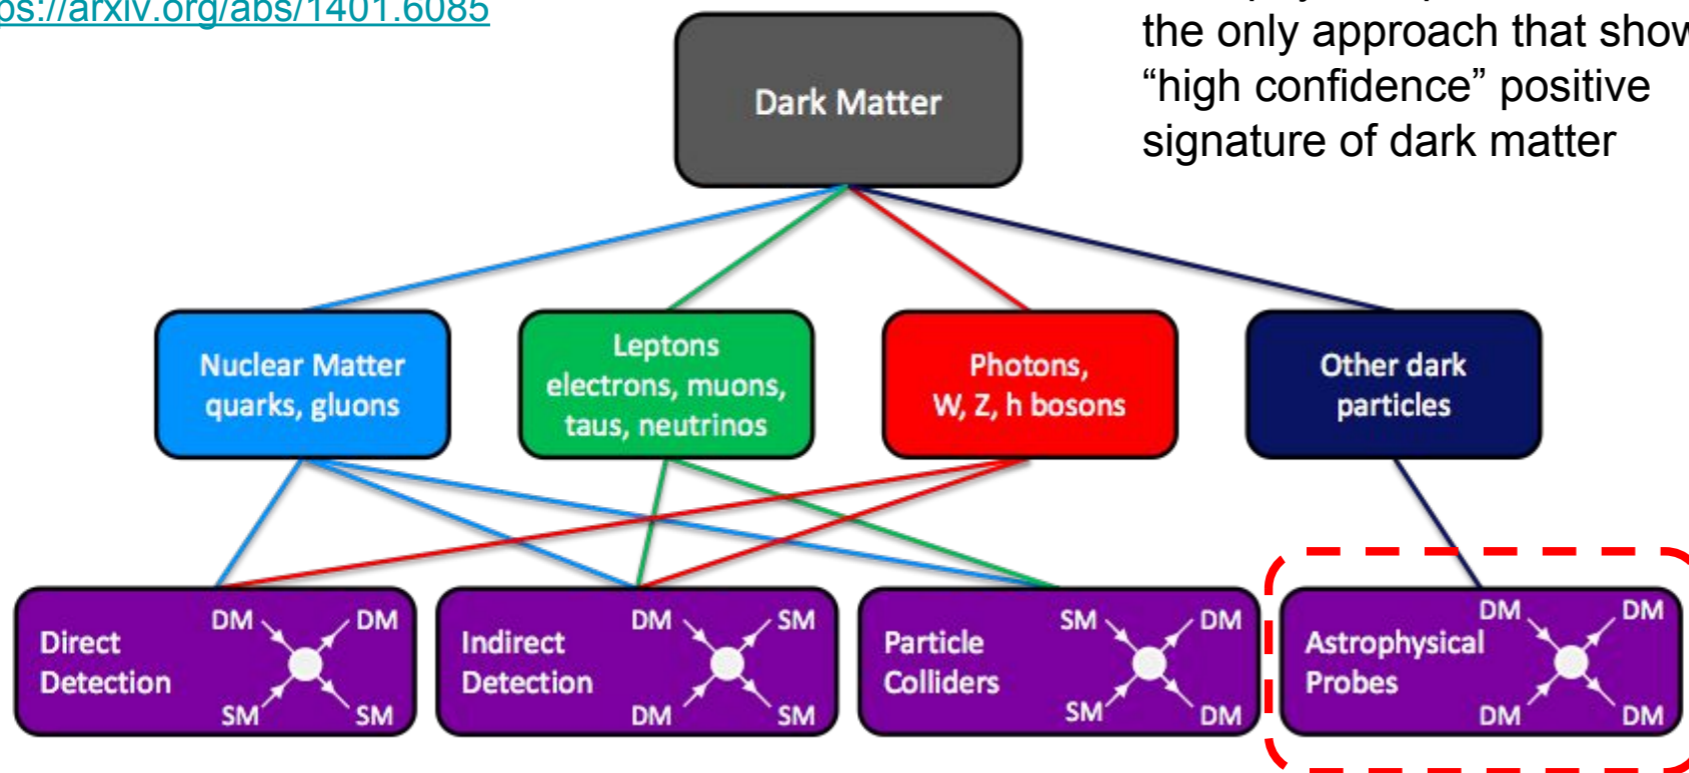 ps://arxiv.org/abs/1401.6085
the only approach that show
“high confidence” positive
signature of dark matter
Dark Matter
Nuclear Matter
quarks, gluons
Leptons
electrons, muons,
taus, neutrinos
Photons,
W, Z, h bosons
Other dark
particles
Direct
Detection
DM
DM
SM
SM
Indirect
Detection
DM
SM
DM
SM
Particle
Colliders
SM
DM
SM
DM
Astrophysical
Probes
DM
DM
DM
DM